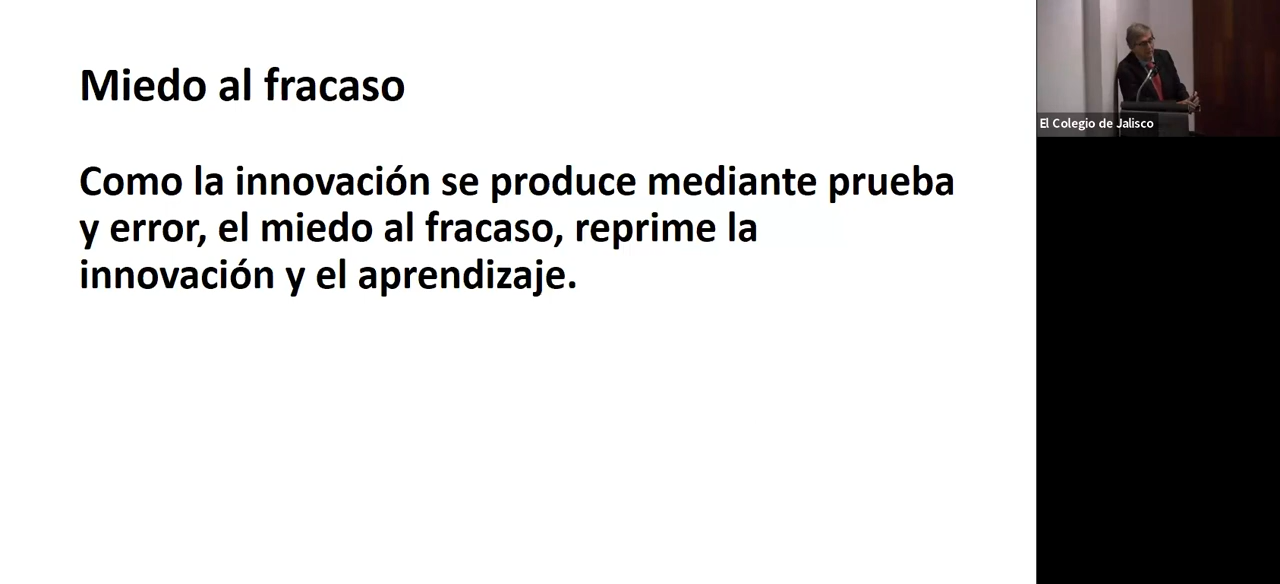 Miedo al fracaso
Como la innovación se produce mediante prueba
y error, el miedo al fracaso, reprime la
innovación y el aprendizaje.
El Colegio de Jalisco